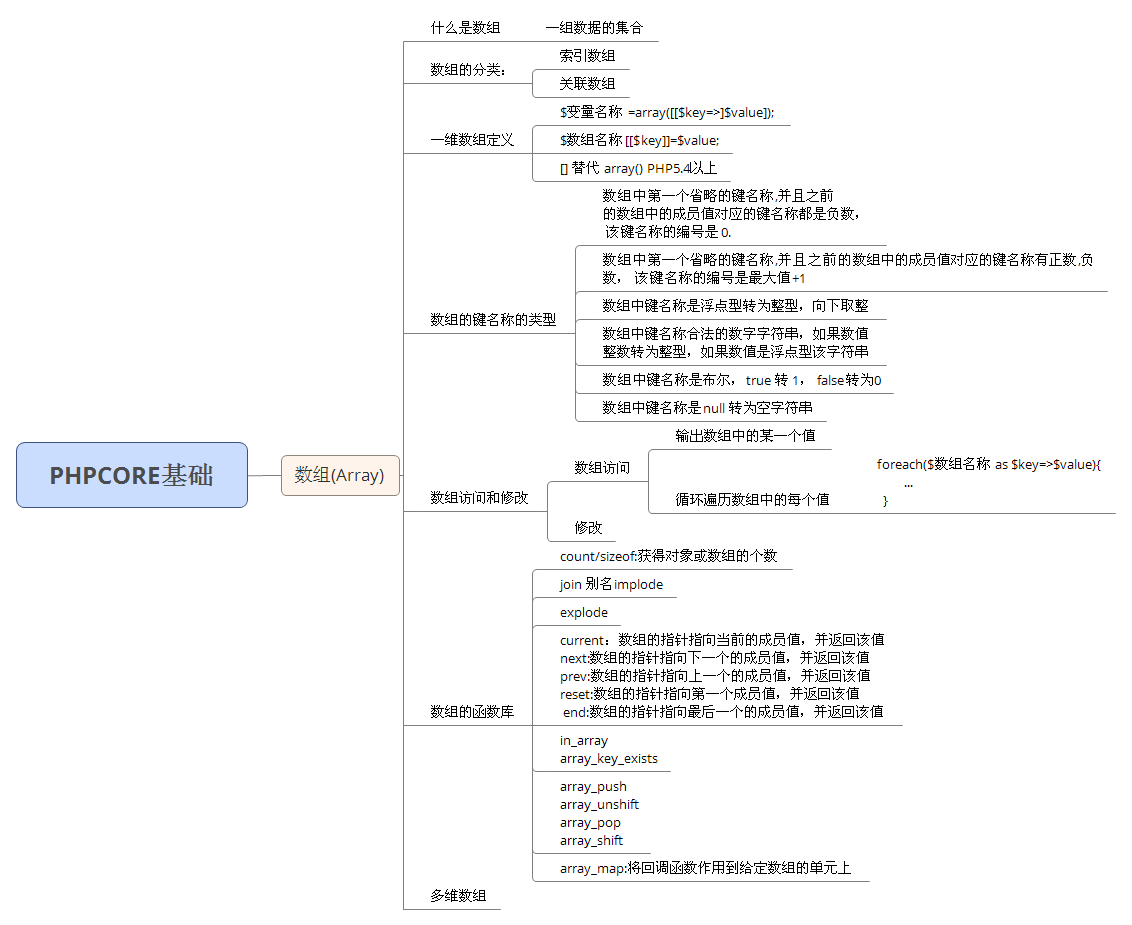 PHPCORE基础
数组(Array)
什么是数组
一组数据的集合
数组的分类：
索引数组
关联数组
一维数组定义
$变量名称 =array([[$key=>]$value]);
$数组名称 [[$key]]=$value;
[] 替代 array() PHP5.4以上
数组的键名称的类型
数组中第一个省略的键名称,并且之前
的数组中的成员值对应的键名称都是负数，
该键名称的编号是 0.
数组中第一个省略的键名称,并且之前的数组中的成员值对应的键名称有正数,负
数， 该键名称的编号是最大值+1
数组中键名称是浮点型转为整型，向下取整
数组中键名称合法的数字字符串，如果数值
整数转为整型，如果数值是浮点型该字符串
数组中键名称是布尔， true 转 1， false转为0
数组中键名称是null 转为空字符串
数组访问和修改
数组访问
输出数组中的某一个值
循环遍历数组中的每个值
foreach($数组名称 as $key=>$value){
...
}
修改
数组的函数库
count/sizeof:获得对象或数组的个数
join 别名implode
explode
current：数组的指针指向当前的成员值，并返回该值
next:数组的指针指向下一个的成员值，并返回该值
prev:数组的指针指向上一个的成员值，并返回该值
reset:数组的指针指向第一个成员值，并返回该值
end:数组的指针指向最后一个的成员值，并返回该值
in_array
array_key_exists
array_push
array_unshift
array_pop
array_shift
array_map:将回调函数作用到给定数组的单元上
多维数组